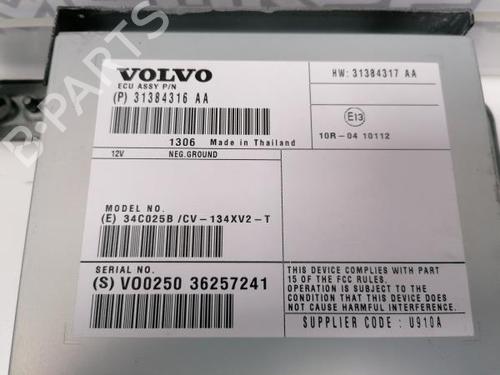 VOLVO
ECU ASSY P/N
(P) 31384316 AA
HW: 31384317 AA
E13
10R-04 10112
1306 Made in Thailand
12V NEG.GROUND
MODEL NO.
(E) 34C025B /CV-134XV2-T
SERIAL NO.
(S) VO0250 36257241
THIS DEVICE COMPLIES WITH PART
15 OF THE FCC RULES.
OPERATION IS SUBJECT TO THE
CONDITION THAT THIS DEVICE DOES
NOT CAUSE HARMFUL INTERFERENCE.
SUPPLIER CODE : U910A
B-PARTS